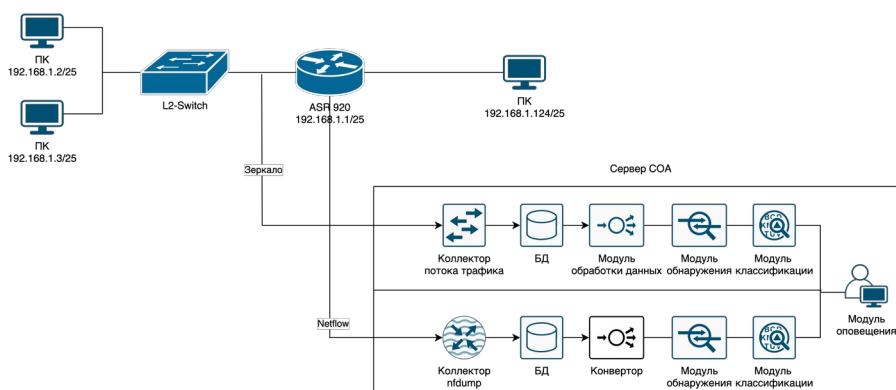 ПК
192.168.1.2/25
L2-Switch
ASR 920
192.168.1.1/25
ПК
192.168.1.124/25
ПК
192.168.1.3/25
Зеркало
Сервер СОА
Коллектор
потока трафика
БД
Модуль
обработки данных
Модуль
обнаружения
Модуль
классификации
Модуль
оповещения
Netflow
Коллектор
nfdump
БД
Конвертор
Модуль
обнаружения
Модуль
классификации